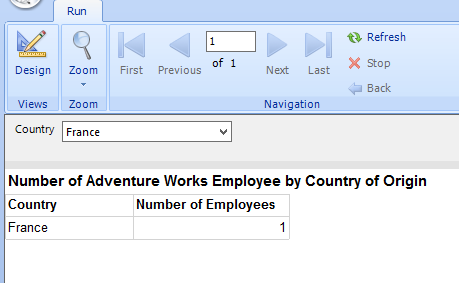 Run
Design
Zoom
First
Previous
1
of 1
Next
Last
Refresh
Stop
Back
Views
Zoom
Navigation
Country
France
Number of Adventure Works Employee by Country of Origin
Country Number of Employees
France 1